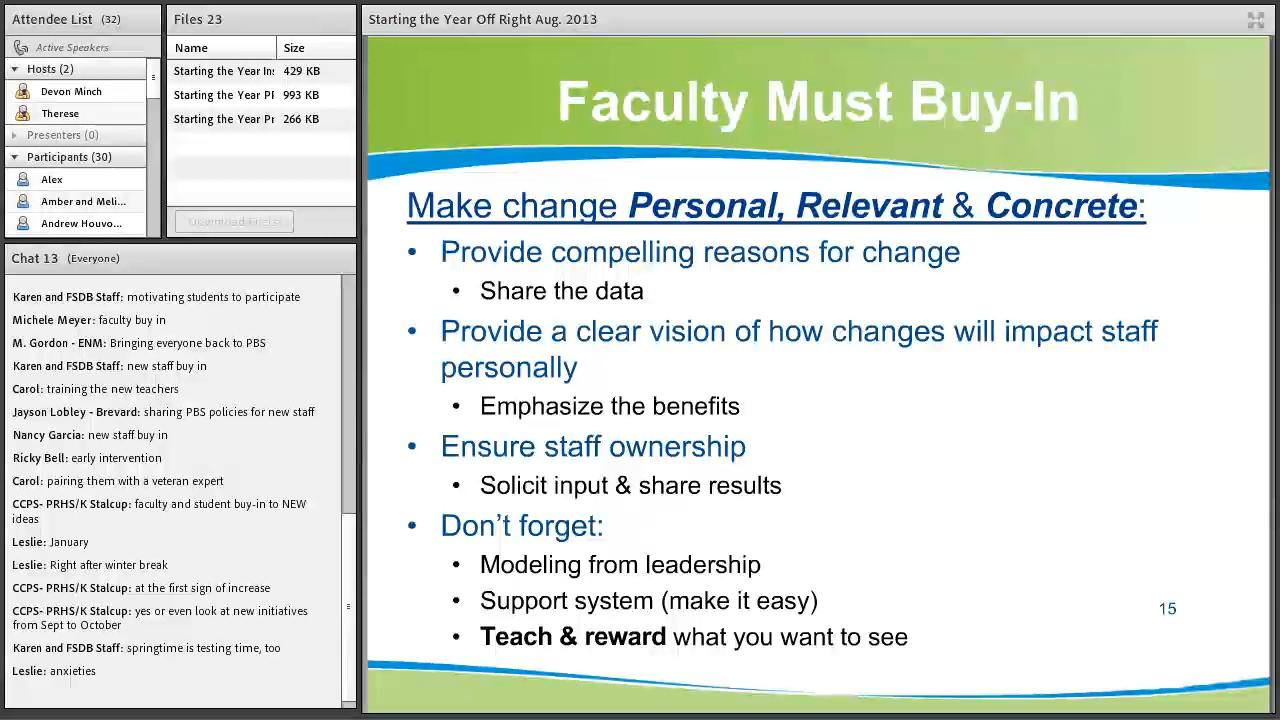 Attendee List (32)
Active Speakers
Hosts (2)
Devon Minch
Therese
Presenters (0)
Participants (30)
Alex
Amber and Meli...
Andrew Houvo...
Files 23
Name Size
Starting the Year In: 429 KB
Starting the Year Pl 993 KB
Starting the Year Pr 266 KB
Download File(s)
Chat 13 (Everyone)
Karen and FSDB Staff: motivating students to participate
Michele Meyer: faculty buy in
M. Gordon - ENM: Bringing everyone back to PBS
Karen and FSDB Staff: new staff buy in
Carol: training the new teachers
Jayson Lobley - Brevard: sharing PBS policies for new staff
Nancy Garcia: new staff buy in
Ricky Bell: early intervention
Carol: pairing them with a veteran expert
CCPS- PRHS/K Stalcup: faculty and student buy-in to NEW
ideas
Leslie: January
Leslie: Right after winter break
CCPS- PRHS/K Stalcup: at the first sign of increase
CCPS- PRHS/K Stalcup: yes or even look at new initiatives
from Sept to October
Karen and FSDB Staff: springtime is testing time, too
Leslie: anxieties
Starting the Year Off Right Aug. 2013
Faculty Must Buy-In
Make change Personal, Relevant & Concrete:
• Provide compelling reasons for change
• Share the data
• Provide a clear vision of how changes will impact staff
personally
• Emphasize the benefits
• Ensure staff ownership
• Solicit input & share results
• Don’t forget:
• Modeling from leadership
• Support system (make it easy)
• Teach & reward what you want to see
15